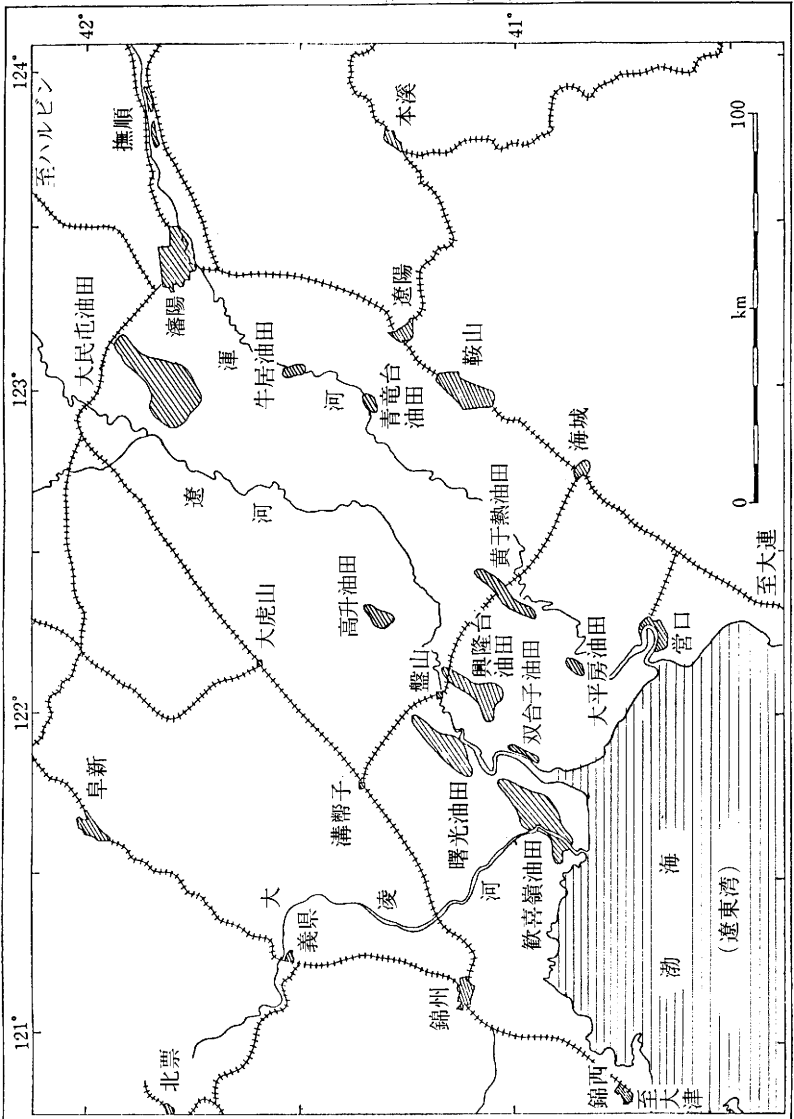 42°
41°
124°
123°
122°
121°
至ハルビン
撫順
本溪
瀋陽
大民屯油田
渾河
牛居油田
青竜台
油田
遼陽
鞍山
海城
遼河
大虎山
高升油田
黄于熱油田
盤山
興隆台
油田
双台子油田
大平房油田
営口
至大連
阜新
溝幇子
曙光油田
歓喜嶺油田
大凌河
義県
錦州
北票
錦西
至天津
渤海
(遼東湾)
0
km
100